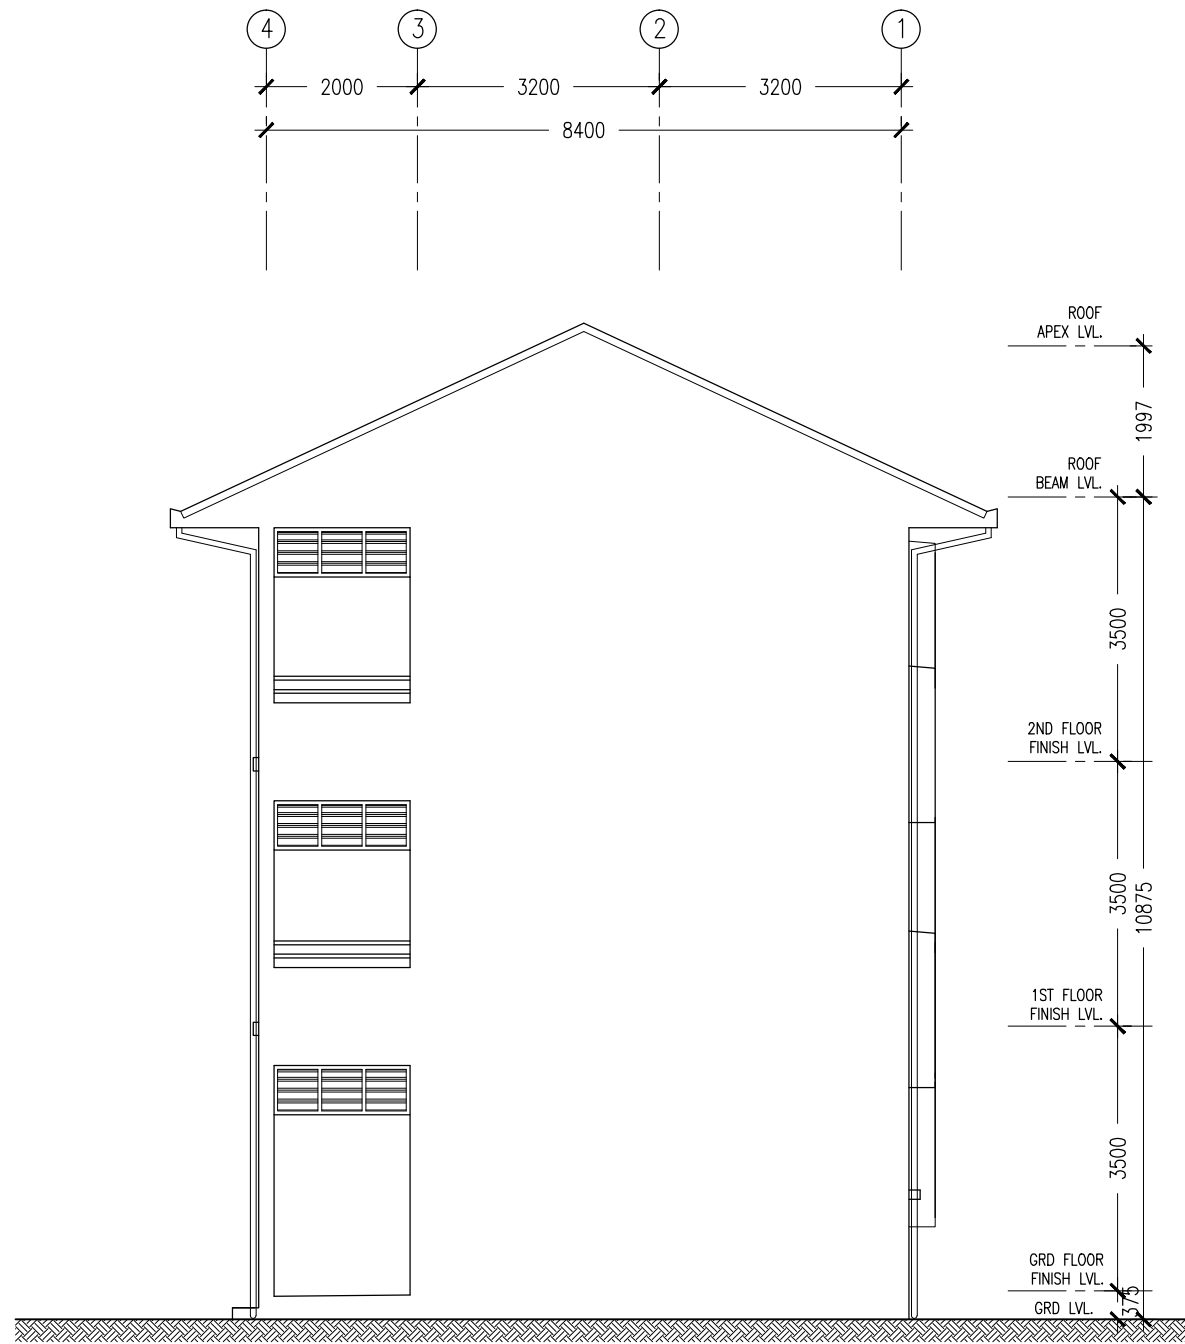 4 3 2 1
2000 3200 3200
8400
ROOF
APEX LVL.
1997
ROOF
BEAM LVL.
3500
2ND FLOOR
FINISH LVL.
3500
10875
1ST FLOOR
FINISH LVL.
3500
GRD FLOOR
FINISH LVL.
375
GRD LVL.